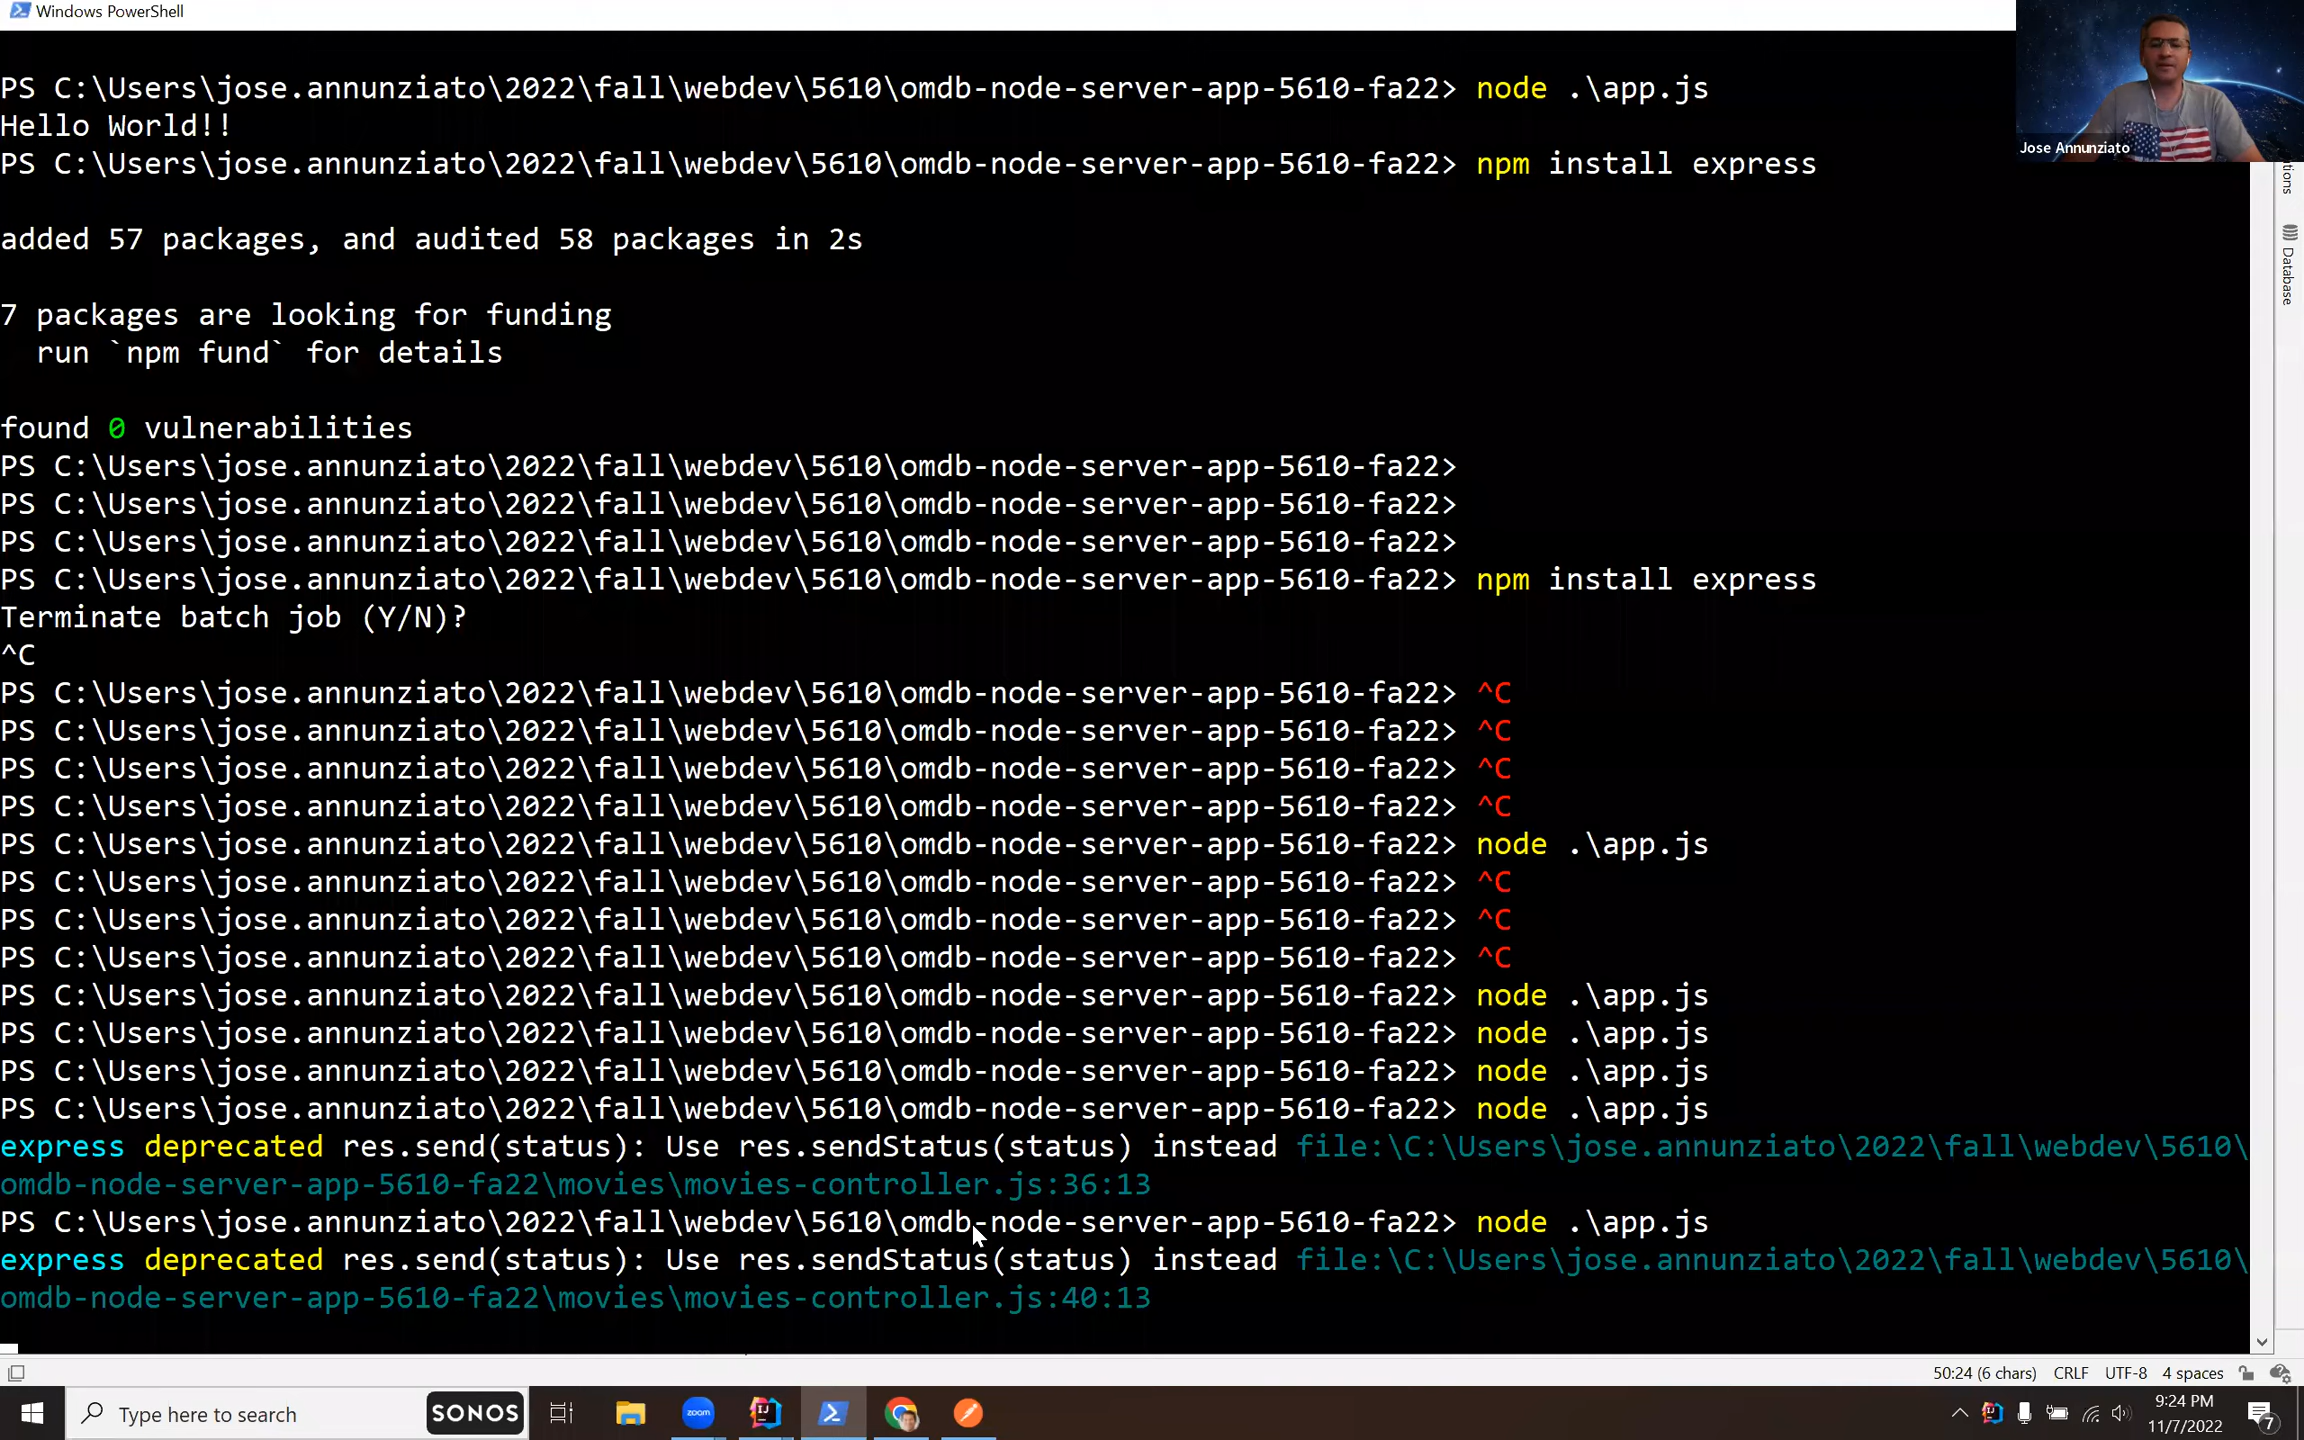 Windows PowerShell
PS C:\Users\jose.annunziato\2022\fall\webdev\5610\omdb-node-server-app-5610-fa22> node .\app.js
Hello World!!
PS C:\Users\jose.annunziato\2022\fall\webdev\5610\omdb-node-server-app-5610-fa22> npm install express
added 57 packages, and audited 58 packages in 2s
7 packages are looking for funding
run `npm fund` for details
found 0 vulnerabilities
PS C:\Users\jose.annunziato\2022\fall\webdev\5610\omdb-node-server-app-5610-fa22>
PS C:\Users\jose.annunziato\2022\fall\webdev\5610\omdb-node-server-app-5610-fa22>
PS C:\Users\jose.annunziato\2022\fall\webdev\5610\omdb-node-server-app-5610-fa22>
PS C:\Users\jose.annunziato\2022\fall\webdev\5610\omdb-node-server-app-5610-fa22> npm install express
Terminate batch job (Y/N)?
^C
PS C:\Users\jose.annunziato\2022\fall\webdev\5610\omdb-node-server-app-5610-fa22> ^C
PS C:\Users\jose.annunziato\2022\fall\webdev\5610\omdb-node-server-app-5610-fa22> ^C
PS C:\Users\jose.annunziato\2022\fall\webdev\5610\omdb-node-server-app-5610-fa22> ^C
PS C:\Users\jose.annunziato\2022\fall\webdev\5610\omdb-node-server-app-5610-fa22> ^C
PS C:\Users\jose.annunziato\2022\fall\webdev\5610\omdb-node-server-app-5610-fa22> node .\app.js
PS C:\Users\jose.annunziato\2022\fall\webdev\5610\omdb-node-server-app-5610-fa22> ^C
PS C:\Users\jose.annunziato\2022\fall\webdev\5610\omdb-node-server-app-5610-fa22> ^C
PS C:\Users\jose.annunziato\2022\fall\webdev\5610\omdb-node-server-app-5610-fa22> ^C
PS C:\Users\jose.annunziato\2022\fall\webdev\5610\omdb-node-server-app-5610-fa22> node .\app.js
PS C:\Users\jose.annunziato\2022\fall\webdev\5610\omdb-node-server-app-5610-fa22> node .\app.js
PS C:\Users\jose.annunziato\2022\fall\webdev\5610\omdb-node-server-app-5610-fa22> node .\app.js
PS C:\Users\jose.annunziato\2022\fall\webdev\5610\omdb-node-server-app-5610-fa22> node .\app.js
express deprecated res.send(status): Use res.sendStatus(status) instead file:\C:\Users\jose.annunziato\2022\fall\webdev\5610\
omdb-node-server-app-5610-fa22\movies\movies-controller.js:36:13
PS C:\Users\jose.annunziato\2022\fall\webdev\5610\omdb-node-server-app-5610-fa22> node .\app.js
express deprecated res.send(status): Use res.sendStatus(status) instead file:\C:\Users\jose.annunziato\2022\fall\webdev\5610\
omdb-node-server-app-5610-fa22\movies\movies-controller.js:40:13
Jose Annunziato
Database
50:24 (6 chars) CRLF UTF-8 4 spaces
Type here to search
SONOS
zoom
IJ
9:24 PM
11/7/2022
7